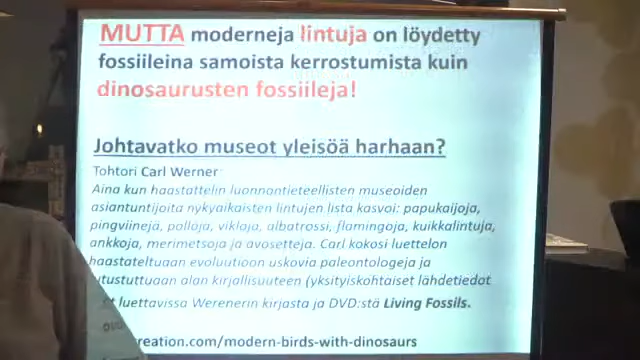 MUTTA moderneja lintuja on löydetty
fossiileina samoista kerrostumista kuin
dinosaurusten fossiileja!
Johtavatko museot yleisöä harhaan?
Tohtori Carl Werner
Aina kun haastattelin luonnontieteellisten museoiden
asiantuntijoita nykyaikaisten lintujen lista kasvoi: papukaijoja,
pingviinejä, pöllöjä, vikloja, albatrossi, flamingoja, kuikkalintuja,
ankkoja, merimetsoja ja avosetteja. Carl kokosi luettelon
haastateltuaan evoluutioon uskovia paleontologeja ja
tutustuttuaan alan kirjallisuuteen (yksityiskohtaiset lähdetiedot
luettavissa Werenerin kirjasta ja DVD:stä Living Fossils.
reation.com/modern-birds-with-dinosaurs